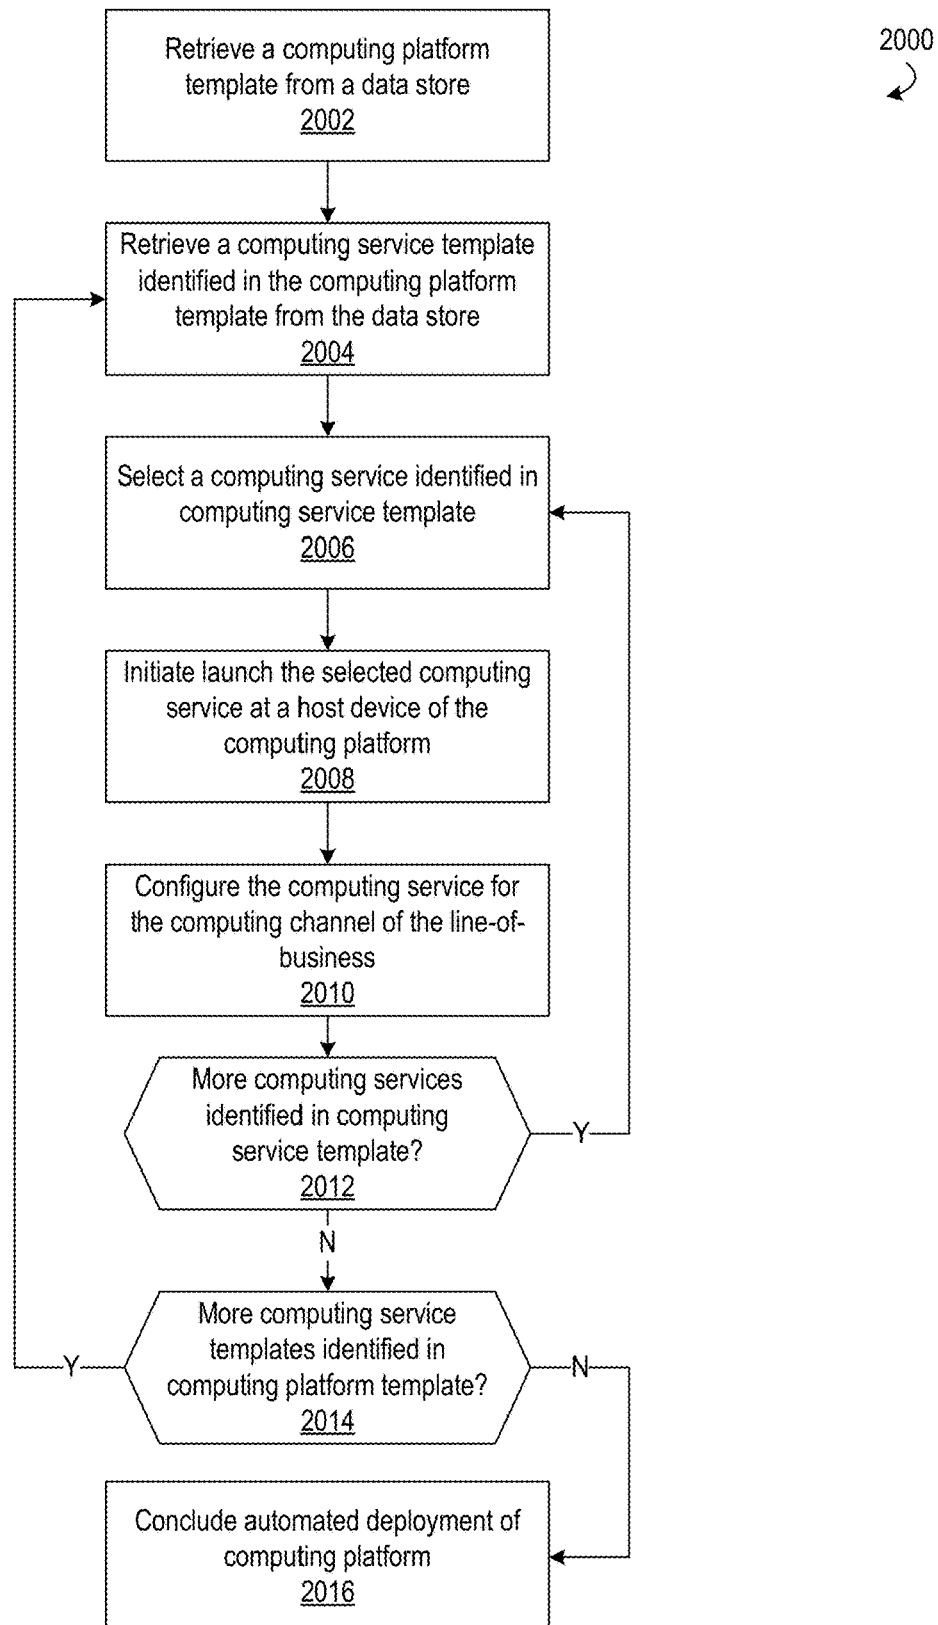 2000
Retrieve a computing platform
template from a data store
2002
Retrieve a computing service template
identified in the computing platform
template from the data store
2004
Select a computing service identified in
computing service template
2006
Initiate launch the selected computing
service at a host device of the
computing platform
2008
Configure the computing service for
the computing channel of the line-of-
business
2010
More computing services
identified in computing
service template?
2012
Y
N
More computing service
templates identified in
computing platform template?
2014
Y
N
Conclude automated deployment of
computing platform
2016